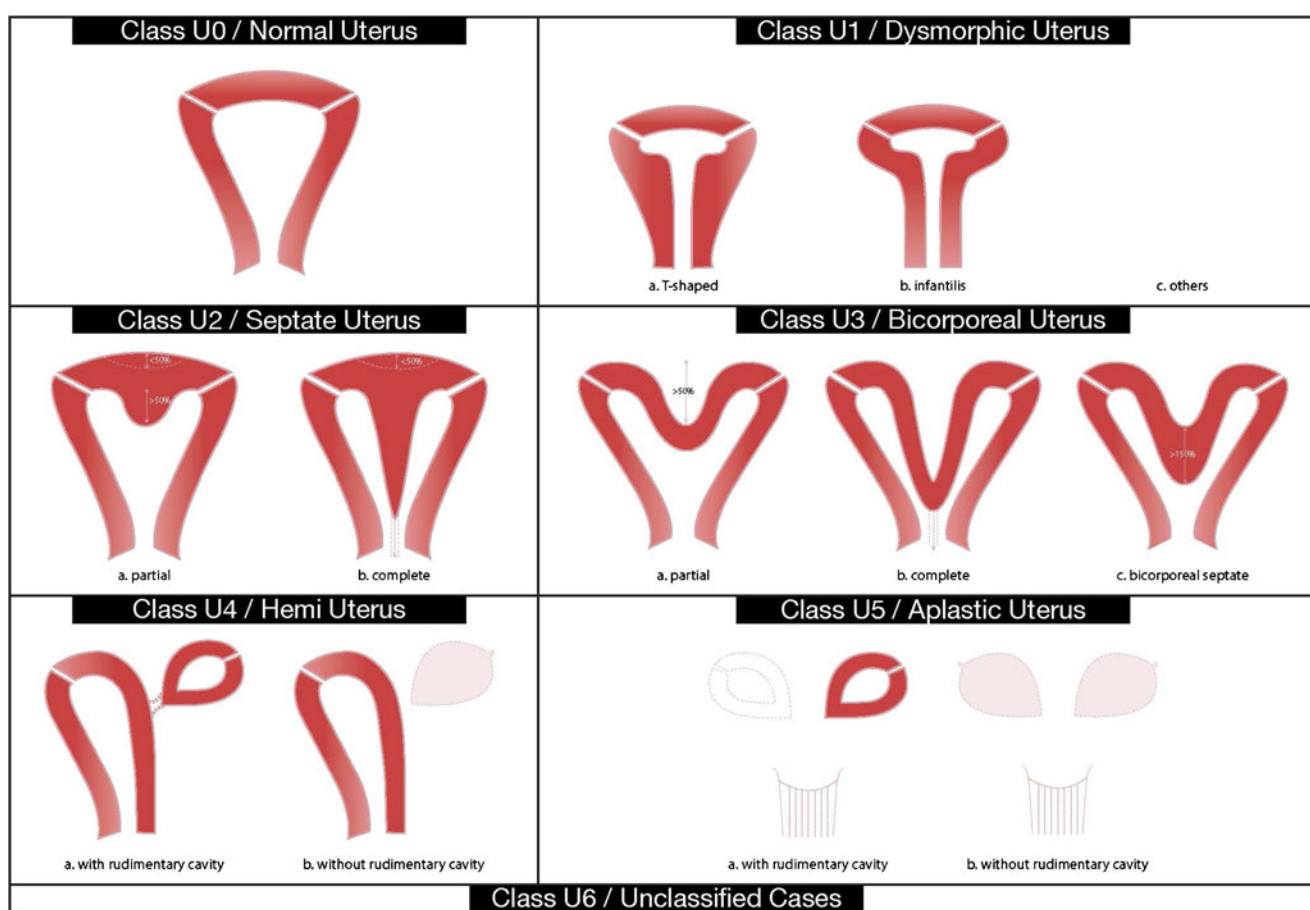 Class U0 / Normal Uterus
Class U1 / Dysmorphic Uterus
a. T-shaped
b. infantilis
c. others
Class U2 / Septate Uterus
<50%
>50%
<50%
a. partial
b. complete
Class U3 / Bicorporeal Uterus
>50%
>150%
a. partial
b. complete
c. bicorporeal septate
Class U4 / Hemi Uterus
a. with rudimentary cavity
b. without rudimentary cavity
Class U5 / Aplastic Uterus
a. with rudimentary cavity
b. without rudimentary cavity
Class U6 / Unclassified Cases